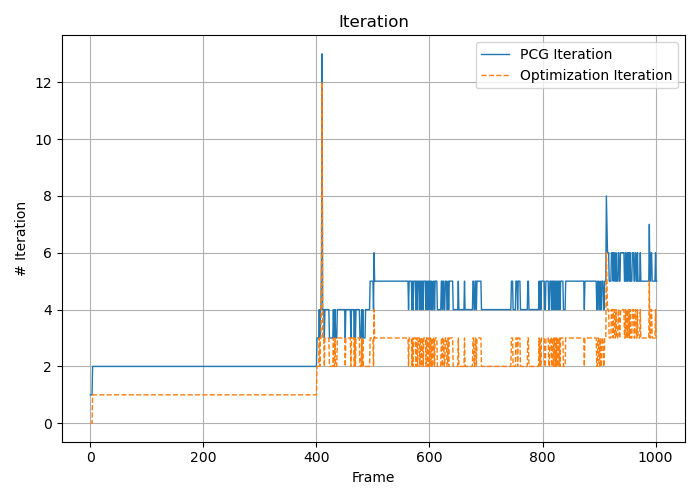 Iteration
PCG Iteration
Optimization Iteration
12
10
8
6
4
2
0
# Iteration
0 200 400 600 800 1000
Frame